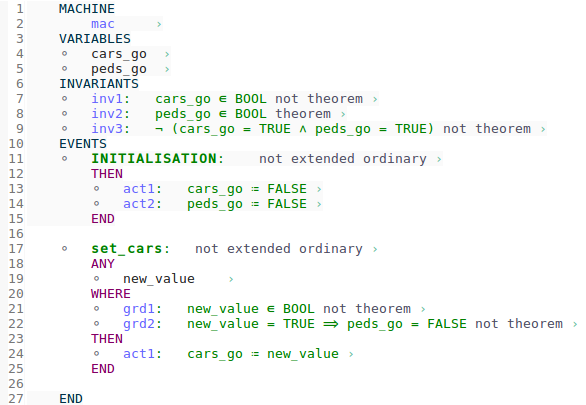 1 MACHINE
2 mac ›
3 VARIABLES
4 ◦ cars_go ›
5 ◦ peds_go ›
6 INVARIANTS
7 ◦ inv1: cars_go ∈ BOOL not theorem ›
8 ◦ inv2: peds_go ∈ BOOL theorem ›
9 ◦ inv3: ¬ (cars_go = TRUE ∧ peds_go = TRUE) not theorem ›
10 EVENTS
11 ◦ INITIALISATION: not extended ordinary ›
12 THEN
13 ◦ act1: cars_go ≔ FALSE ›
14 ◦ act2: peds_go ≔ FALSE ›
15 END
16
17 ◦ set_cars: not extended ordinary ›
18 ANY
19 ◦ new_value ›
20 WHERE
21 ◦ grd1: new_value ∈ BOOL not theorem ›
22 ◦ grd2: new_value = TRUE ⇒ peds_go = FALSE not theorem ›
23 THEN
24 ◦ act1: cars_go ≔ new_value ›
25 END
26
27 END